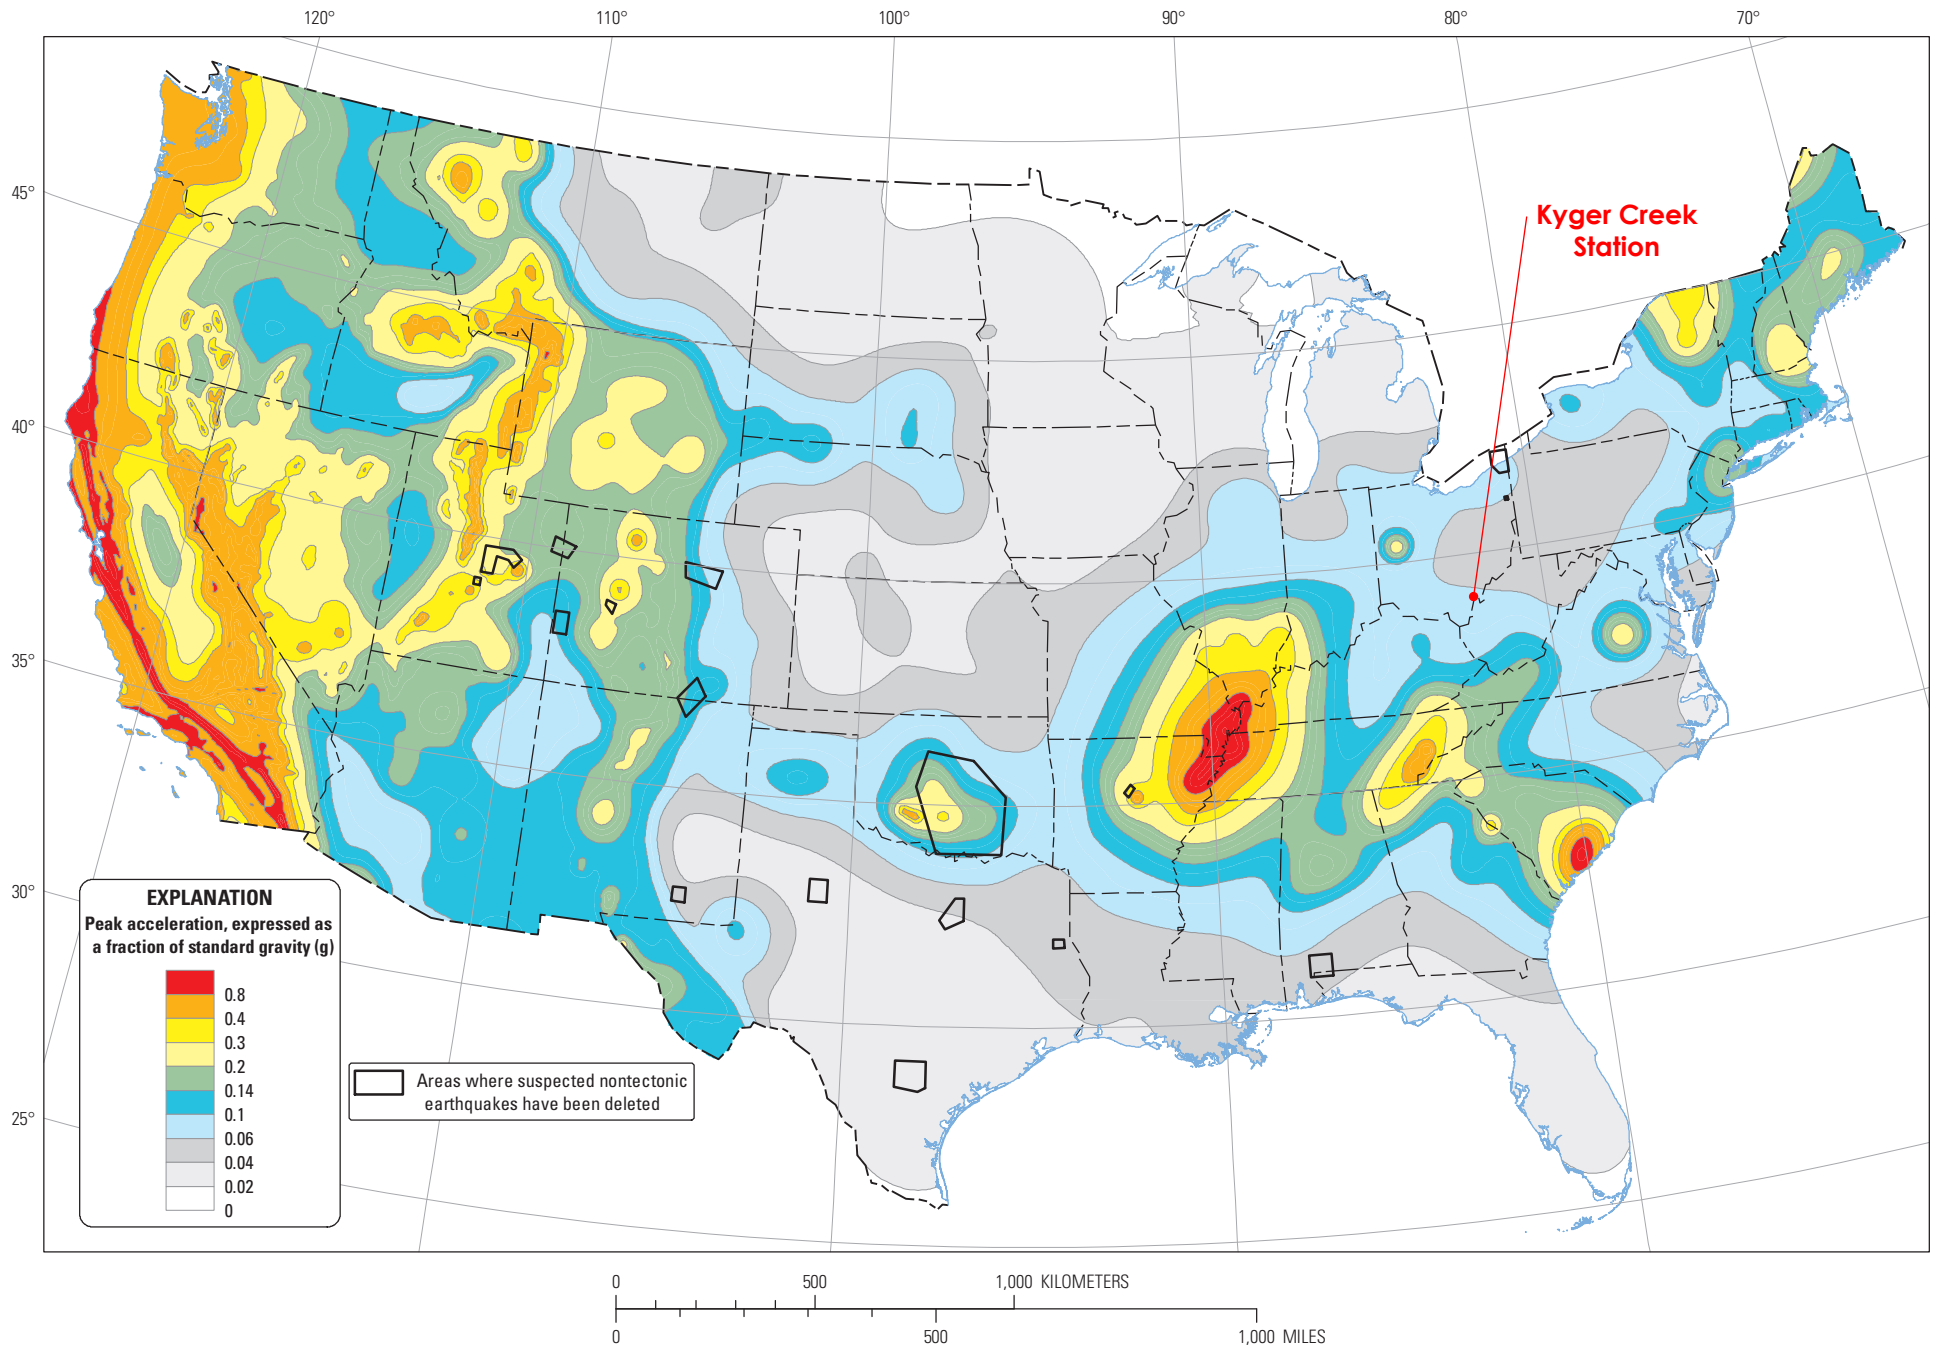 120°
110°
100°
90°
80°
70°
45°
40°
35°
30°
25°
Kyger Creek
Station
EXPLANATION
Peak acceleration, expressed as
a fraction of standard gravity (g)
0.8
0.4
0.3
0.2
0.14
0.1
0.06
0.04
0.02
0
Areas where suspected nontectonic
earthquakes have been deleted
0
500
1,000 KILOMETERS
0
500
1,000 MILES